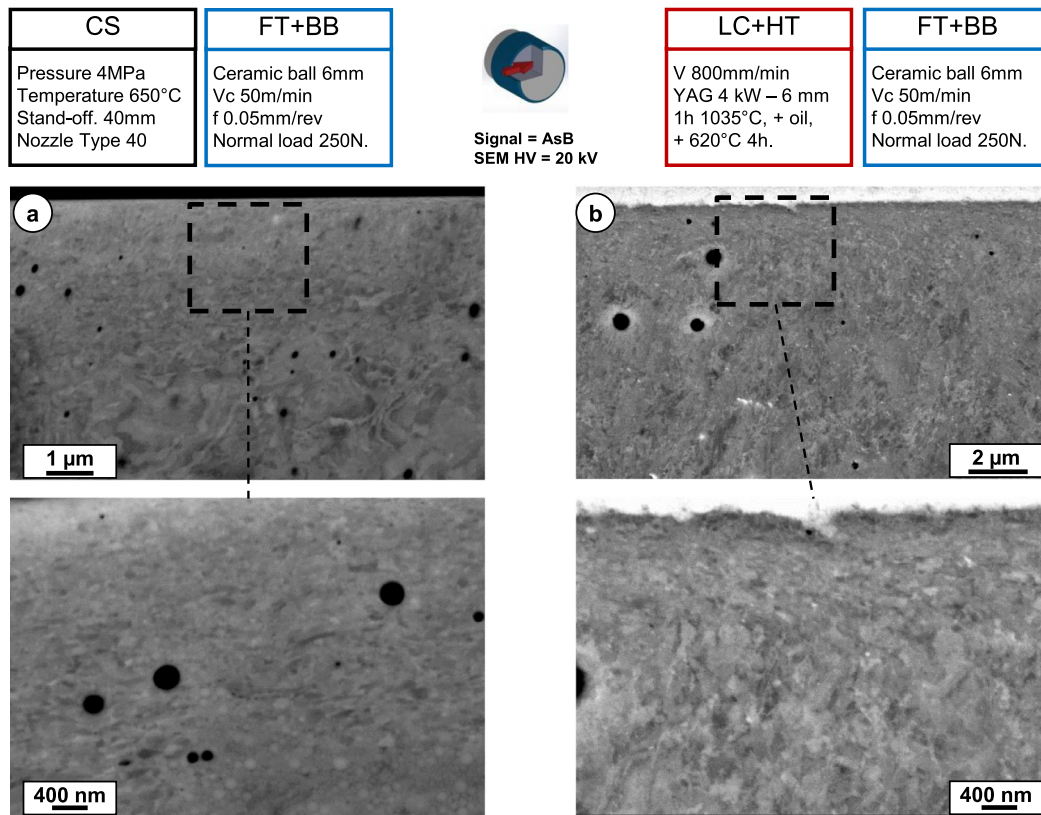 CS
Pressure 4MPa
Temperature 650°C
Stand-off. 40mm
Nozzle Type 40
FT+BB
Ceramic ball 6mm
Vc 50m/min
f 0.05mm/rev
Normal load 250N.
Signal = AsB
SEM HV = 20 kV
LC+HT
V 800mm/min
YAG 4 kW – 6 mm
1h 1035°C, + oil,
+ 620°C 4h.
FT+BB
Ceramic ball 6mm
Vc 50m/min
f 0.05mm/rev
Normal load 250N.
a
1 µm
b
2 µm
400 nm
400 nm